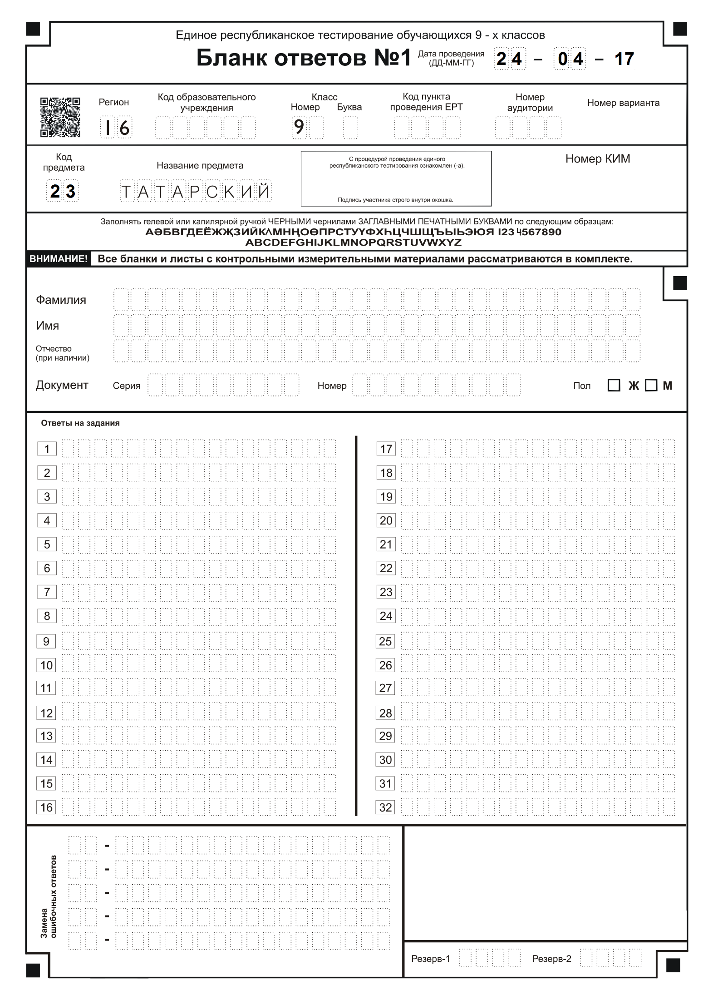 Единое республиканское тестирование обучающихся 9 - х классов
Бланк ответов №1
Дата проведения
(ДД-ММ-ГГ)
24 – 04 – 17
Регион
Код образовательного
учреждения
Класс
Номер
Буква
Код пункта
проведения ЕРТ
Номер
аудитории
Номер варианта
16
9
Код
предмета
Название предмета
С процедурой проведения единого
республиканского тестирования ознакомлен (-а).
Подпись участника строго внутри окошка.
Номер КИМ
23
ТАТАРСКИЙ
Заполнять гелевой или капилярной ручкой ЧЕРНЫМИ чернилами ЗАГЛАВНЫМИ ПЕЧАТНЫМИ БУКВАМИ по следующим образцам:
АӘБВГДЕЁЖҖЗИЙКЛМНҢОӨПРСТУҮФХҺЦЧШЩЪЫЬЭЮЯ 1234567890
ABCDEFGHIJKLMNOPQRSTUVWXYZ
ВНИМАНИЕ! Все бланки и листы с контрольными измерительными материалами рассматриваются в комплекте.
Фамилия
Имя
Отчество
(при наличии)
Документ Серия Номер Пол Ж М
Ответы на задания
1
2
3
4
5
6
7
8
9
10
11
12
13
14
15
16
17
18
19
20
21
22
23
24
25
26
27
28
29
30
31
32
Замена
ошибочных ответов
-
-
-
-
-
Резерв-1 Резерв-2